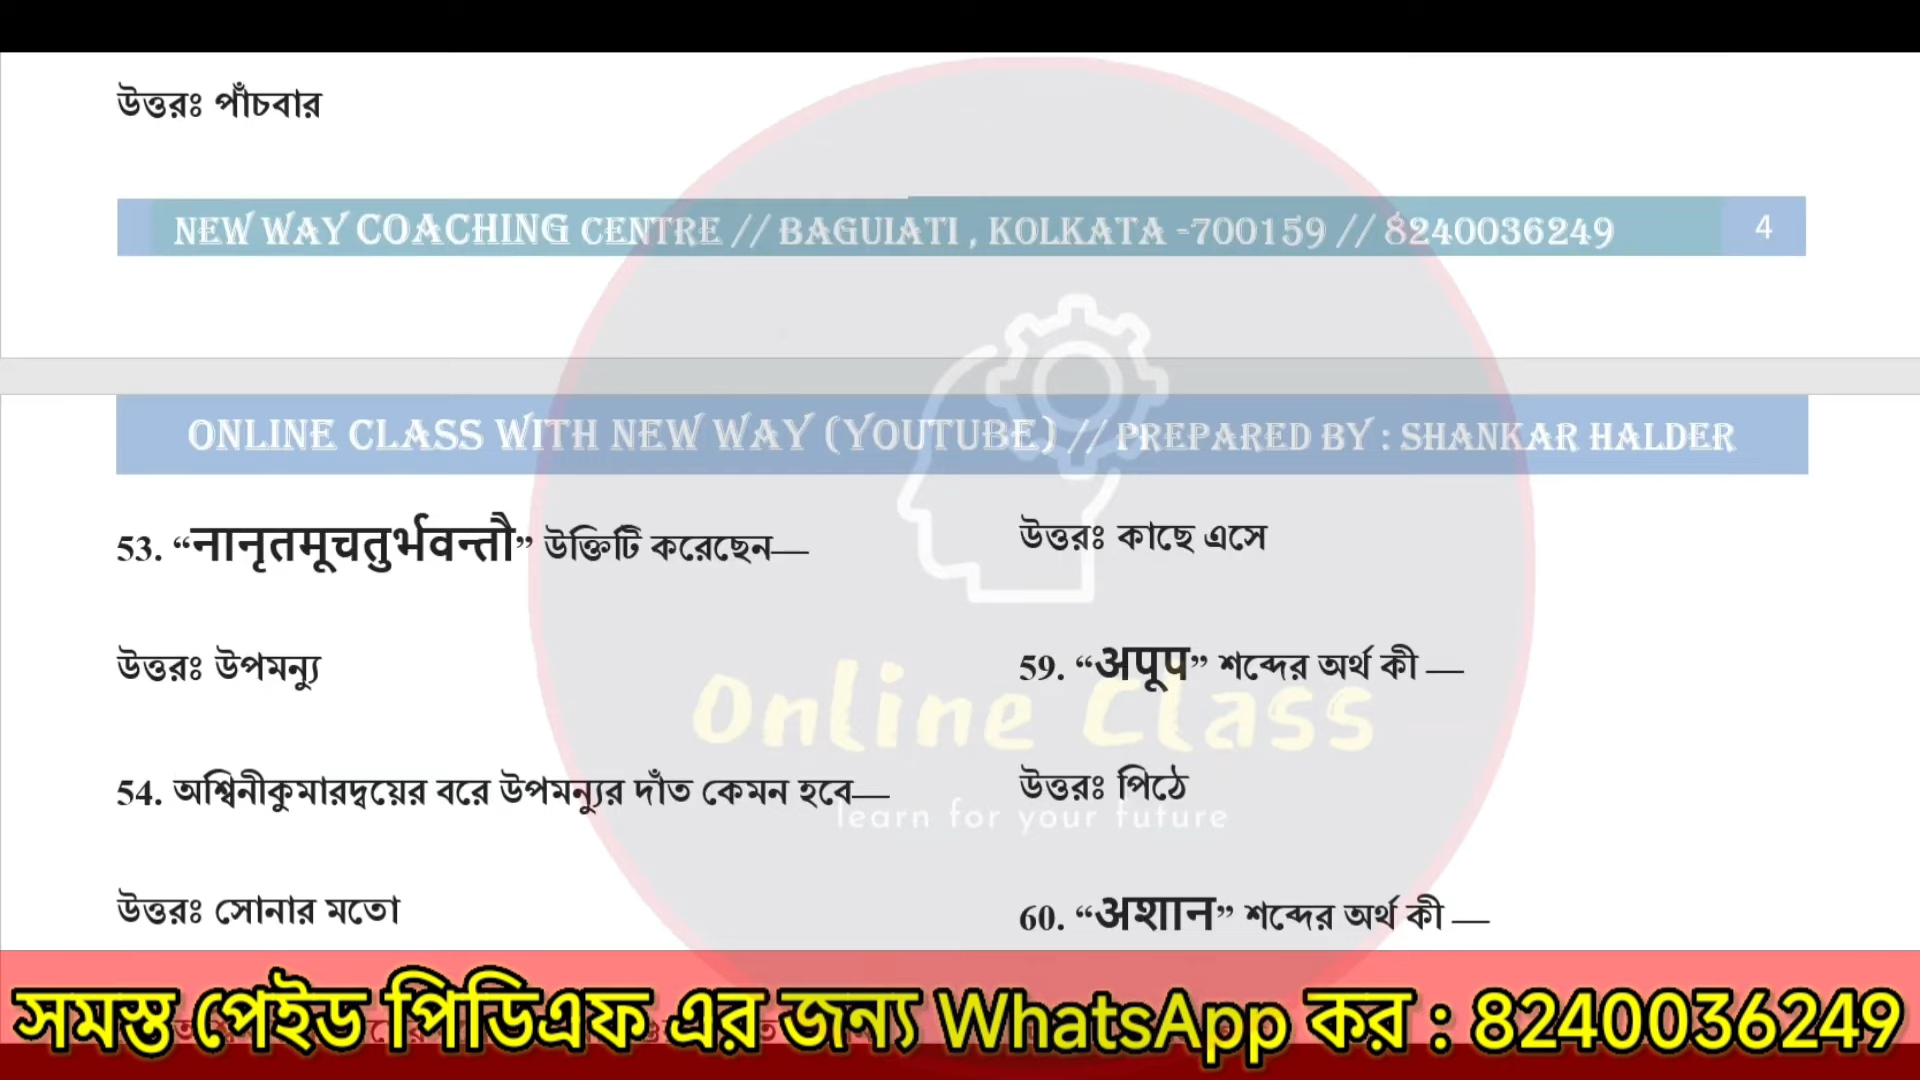 উত্তরঃ পাঁচবার
NEW WAY COACHING CENTRE // BAGUIATI , KOLKATA -700159 // 8240036249 4
ONLINE CLASS WITH NEW WAY (YOUTUBE) // PREPARED BY : SHANKAR HALDER
53. “नानृतमूचतुर्भवन्तौ” উক্তিটি করেছেন—
উত্তরঃ উপমন্যু
54. অশ্বিনীকুমারদ্বয়ের বরে উপমন্যুর দাঁত কেমন হবে—
উত্তরঃ সোনার মতো
উত্তরঃ কাছে এসে
59. “अपूप” শব্দের অর্থ কী —
উত্তরঃ পিঠে
60. “अशान” শব্দের অর্থ কী —
Online Class
learn for your future
সমস্ত পেইড পিডিএফ এর জন্য WhatsApp কর : 8240036249